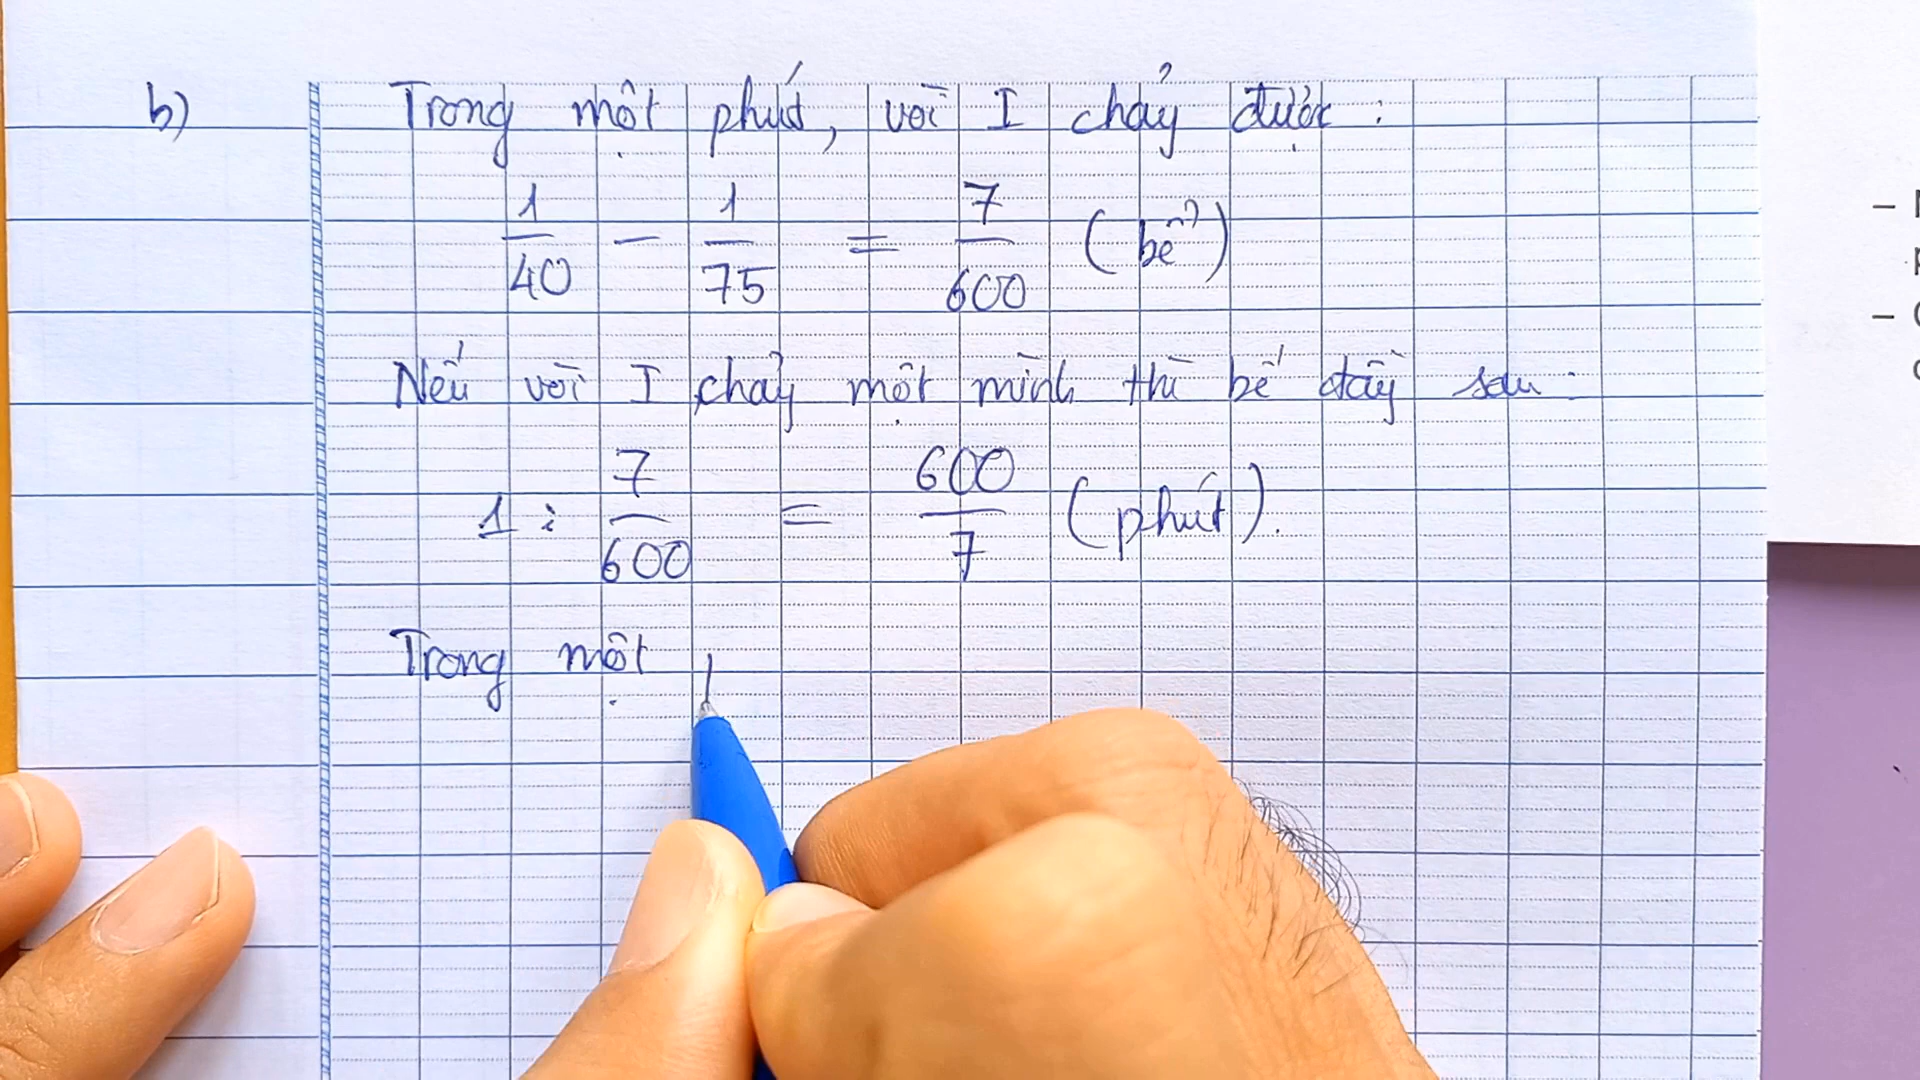 b) Trong một phút, vòi I chảy được:
1/40 − 1/75 = 7/600 (bể)
Nếu vòi I chảy một mình thì bể đầy sau:
1 : 7/600 = 600/7 (phút).
Trong một
–
–